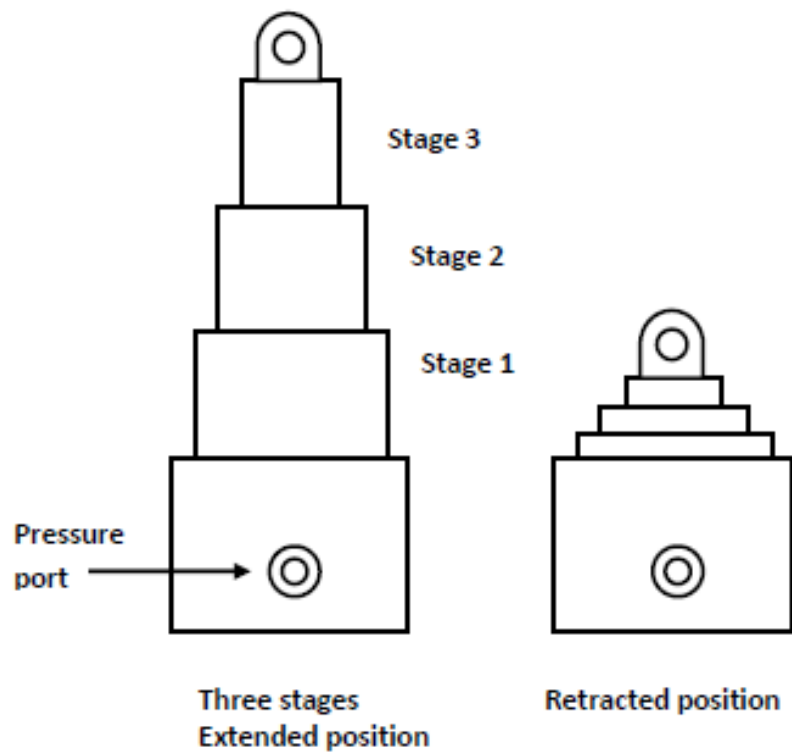 Stage 3
Stage 2
Stage 1
Pressure
port
Three stages
Extended position
Retracted position